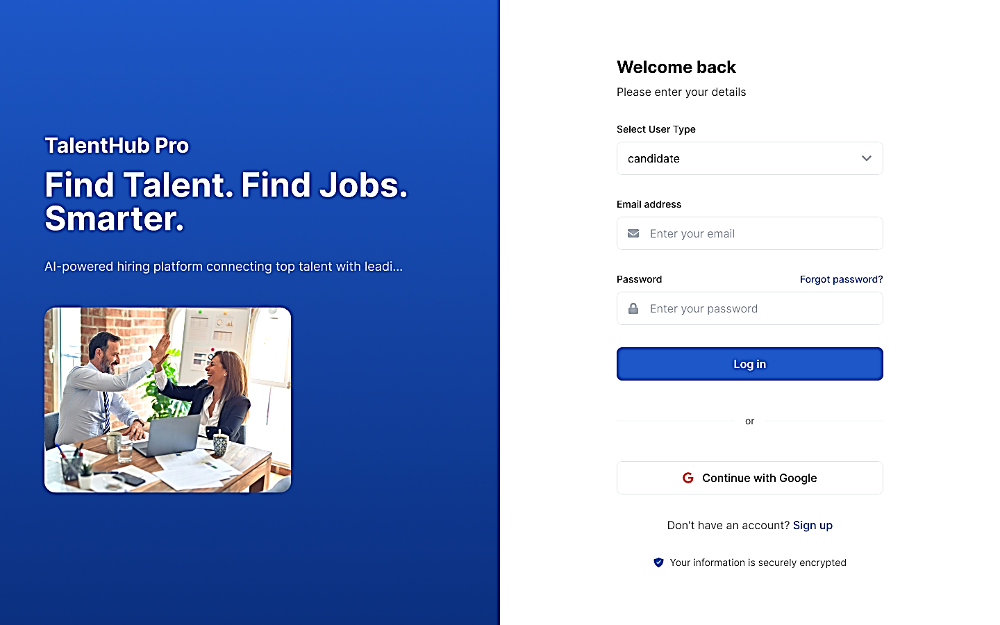 TalentHub Pro
Find Talent. Find Jobs.
Smarter.
AI-powered hiring platform connecting top talent with leadi...
Welcome back
Please enter your details
Select User Type
candidate
Email address
Enter your email
Password
Forgot password?
Enter your password
Log in
or
Continue with Google
Don't have an account? Sign up
Your information is securely encrypted